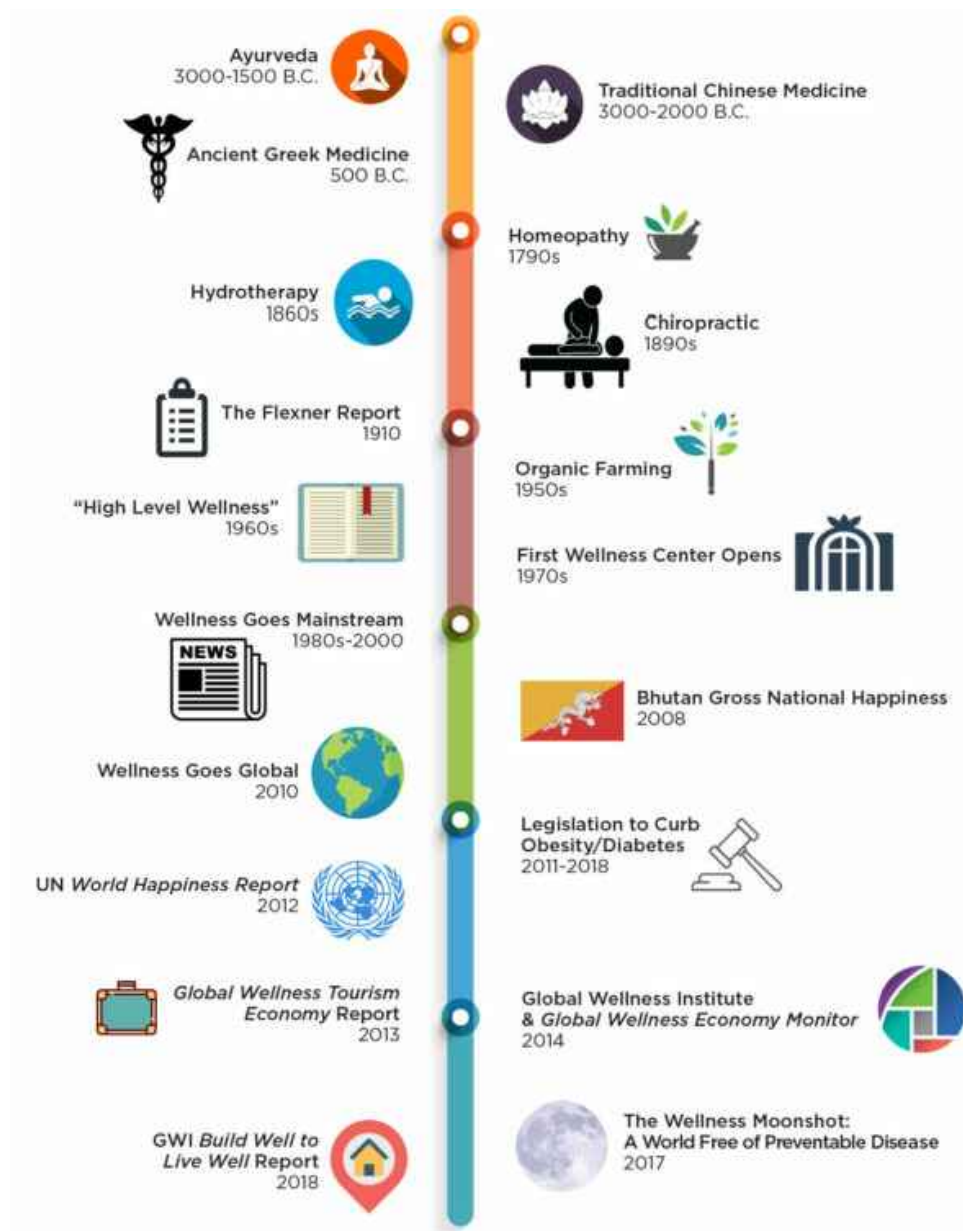 Ayurveda
3000-1500 B.C.
Traditional Chinese Medicine
3000-2000 B.C.
Ancient Greek Medicine
500 B.C.
Homeopathy
1790s
Hydrotherapy
1860s
Chiropractic
1890s
The Flexner Report
1910
Organic Farming
1950s
“High Level Wellness”
1960s
First Wellness Center Opens
1970s
Wellness Goes Mainstream
1980s-2000
NEWS
Bhutan Gross National Happiness
2008
Wellness Goes Global
2010
Legislation to Curb
Obesity/Diabetes
2011-2018
UN World Happiness Report
2012
Global Wellness Tourism
Economy Report
2013
Global Wellness Institute
& Global Wellness Economy Monitor
2014
The Wellness Moonshot:
A World Free of Preventable Disease
2017
GWI Build Well to
Live Well Report
2018